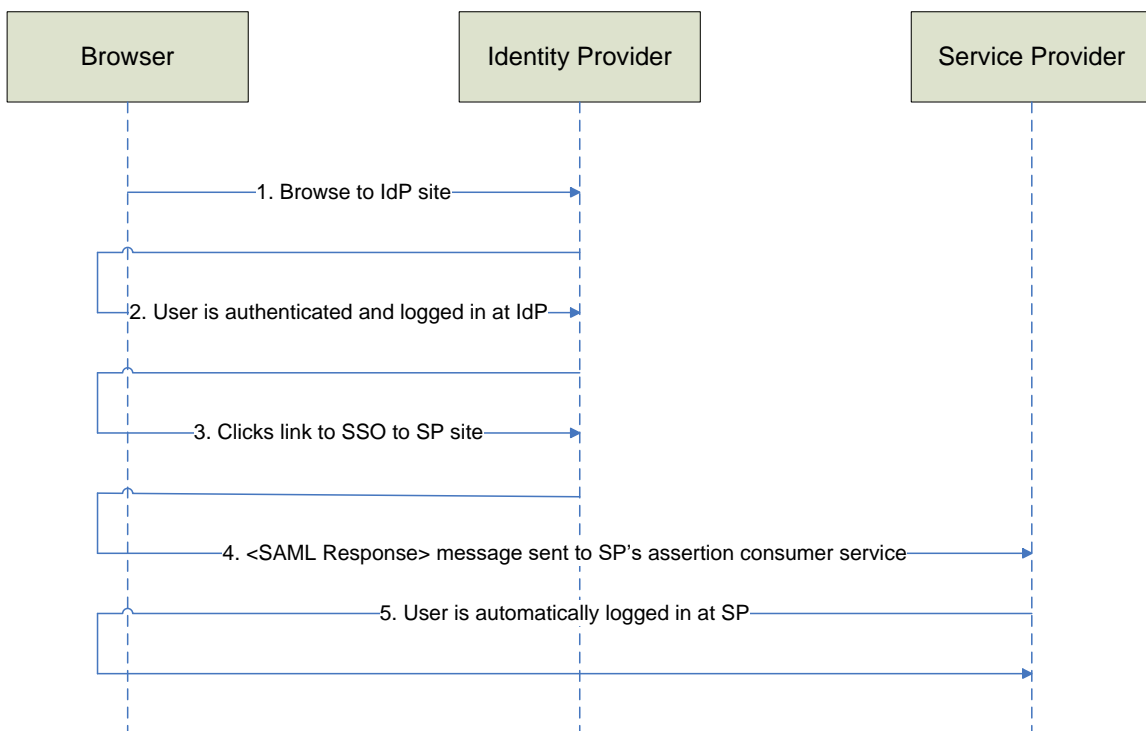 Browser
Identity Provider
Service Provider
1. Browse to IdP site
2. User is authenticated and logged in at IdP
3. Clicks link to SSO to SP site
4. <SAML Response> message sent to SP’s assertion consumer service
5. User is automatically logged in at SP